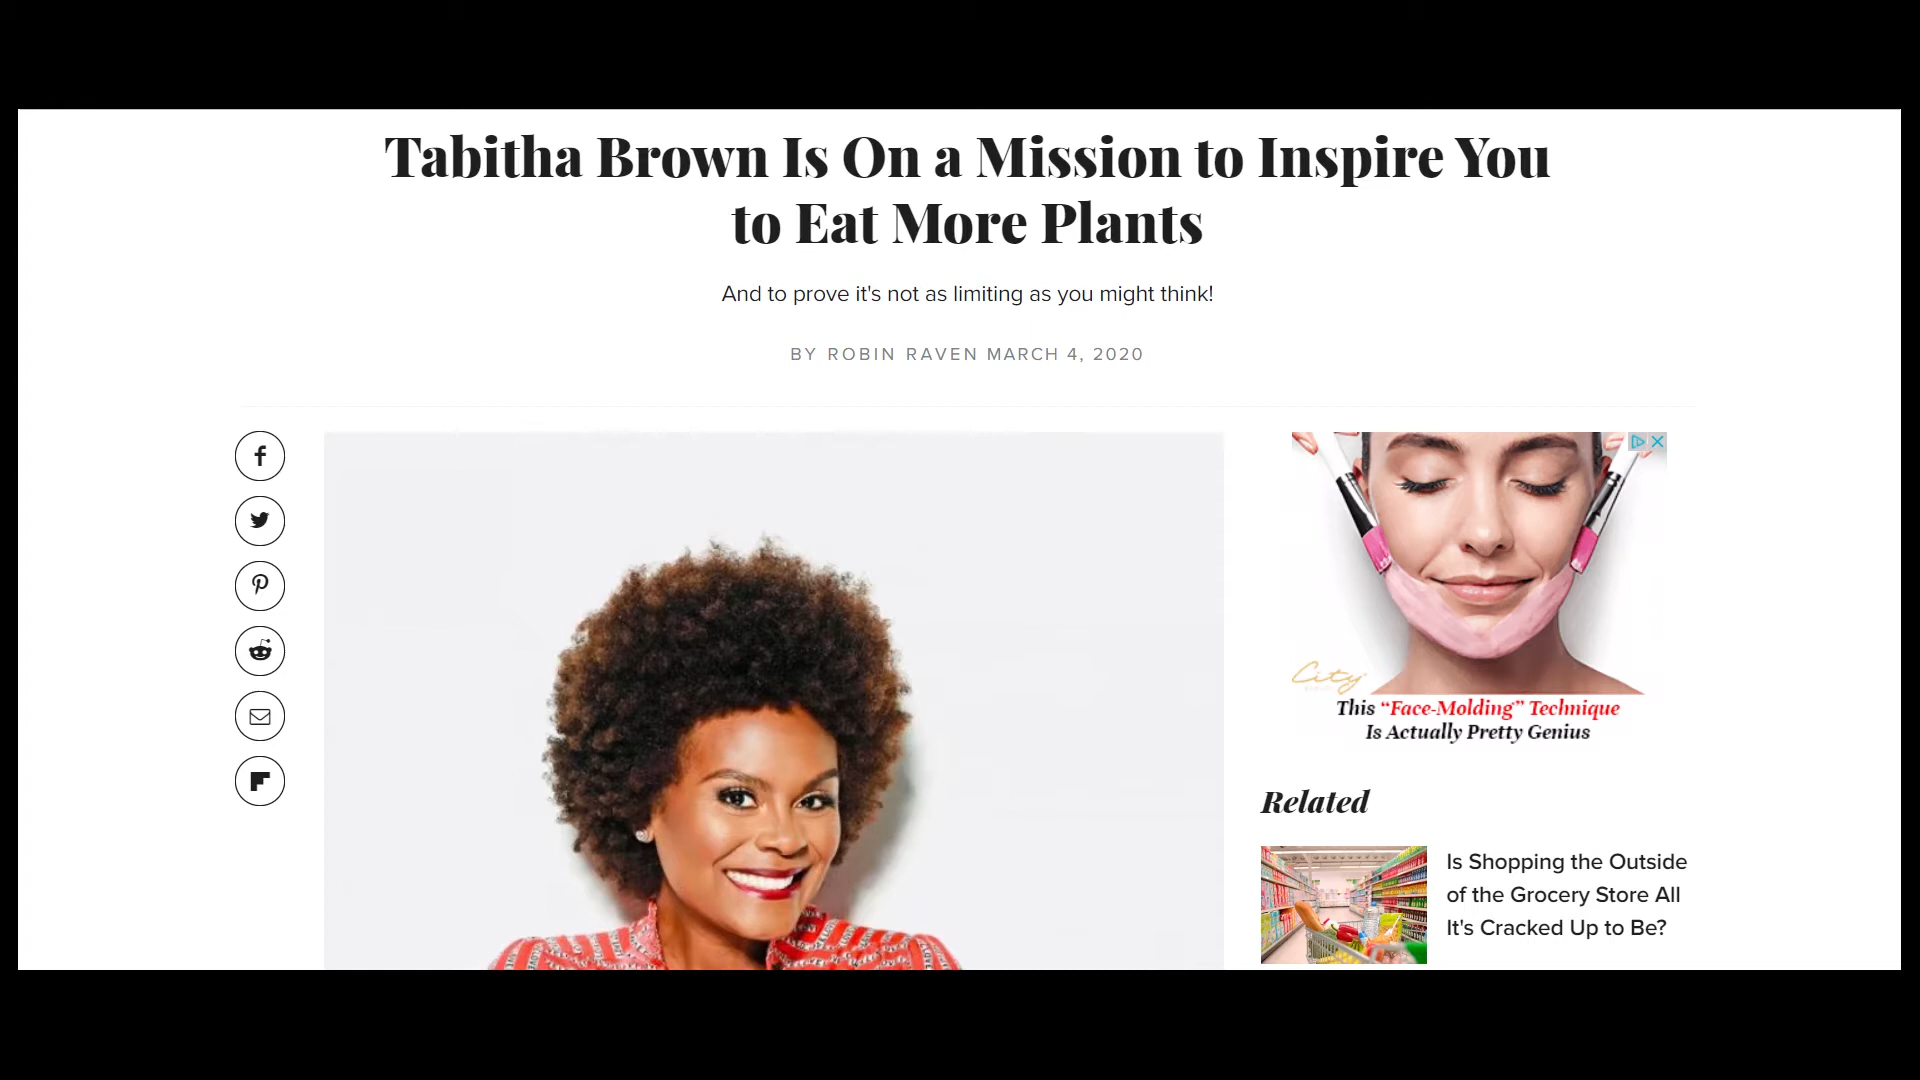 Tabitha Brown Is On a Mission to Inspire You
to Eat More Plants
And to prove it's not as limiting as you might think!
BY ROBIN RAVEN MARCH 4, 2020
City
This “Face-Molding” Technique
Is Actually Pretty Genius
Related
Is Shopping the Outside
of the Grocery Store All
It's Cracked Up to Be?